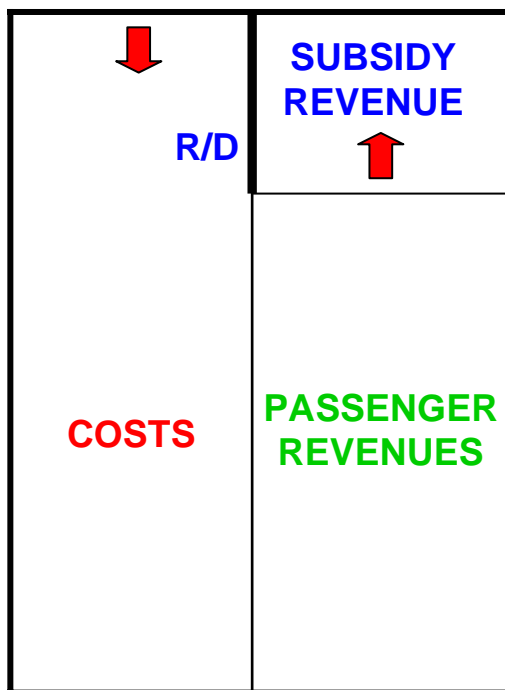 SUBSIDY
REVENUE
R/D
COSTS
PASSENGER
REVENUES